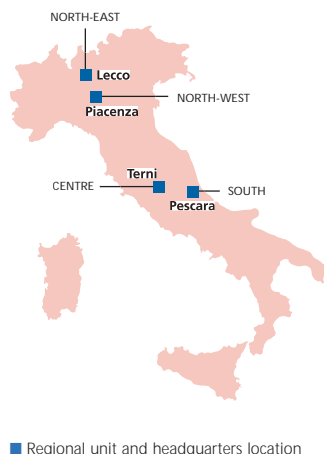 NORTH-EAST
Lecco
NORTH-WEST
Piacenza
Terni
CENTRE
SOUTH
Pescara
Regional unit and headquarters location